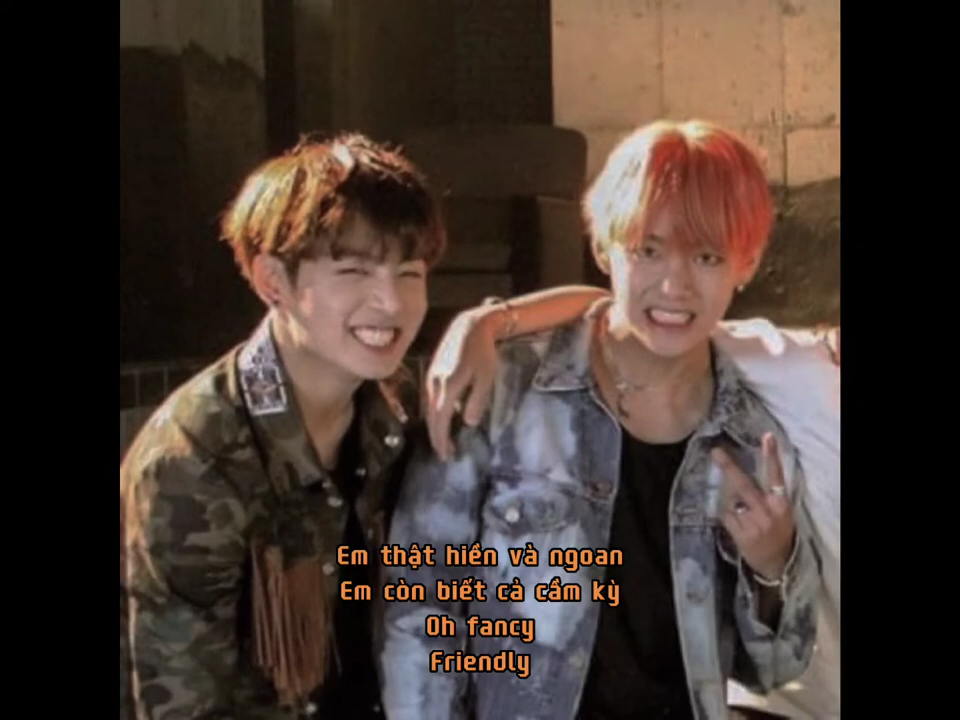 Em thật hiền và ngoan
Em còn biết cả cầm kỳ
Oh fancy
Friendly